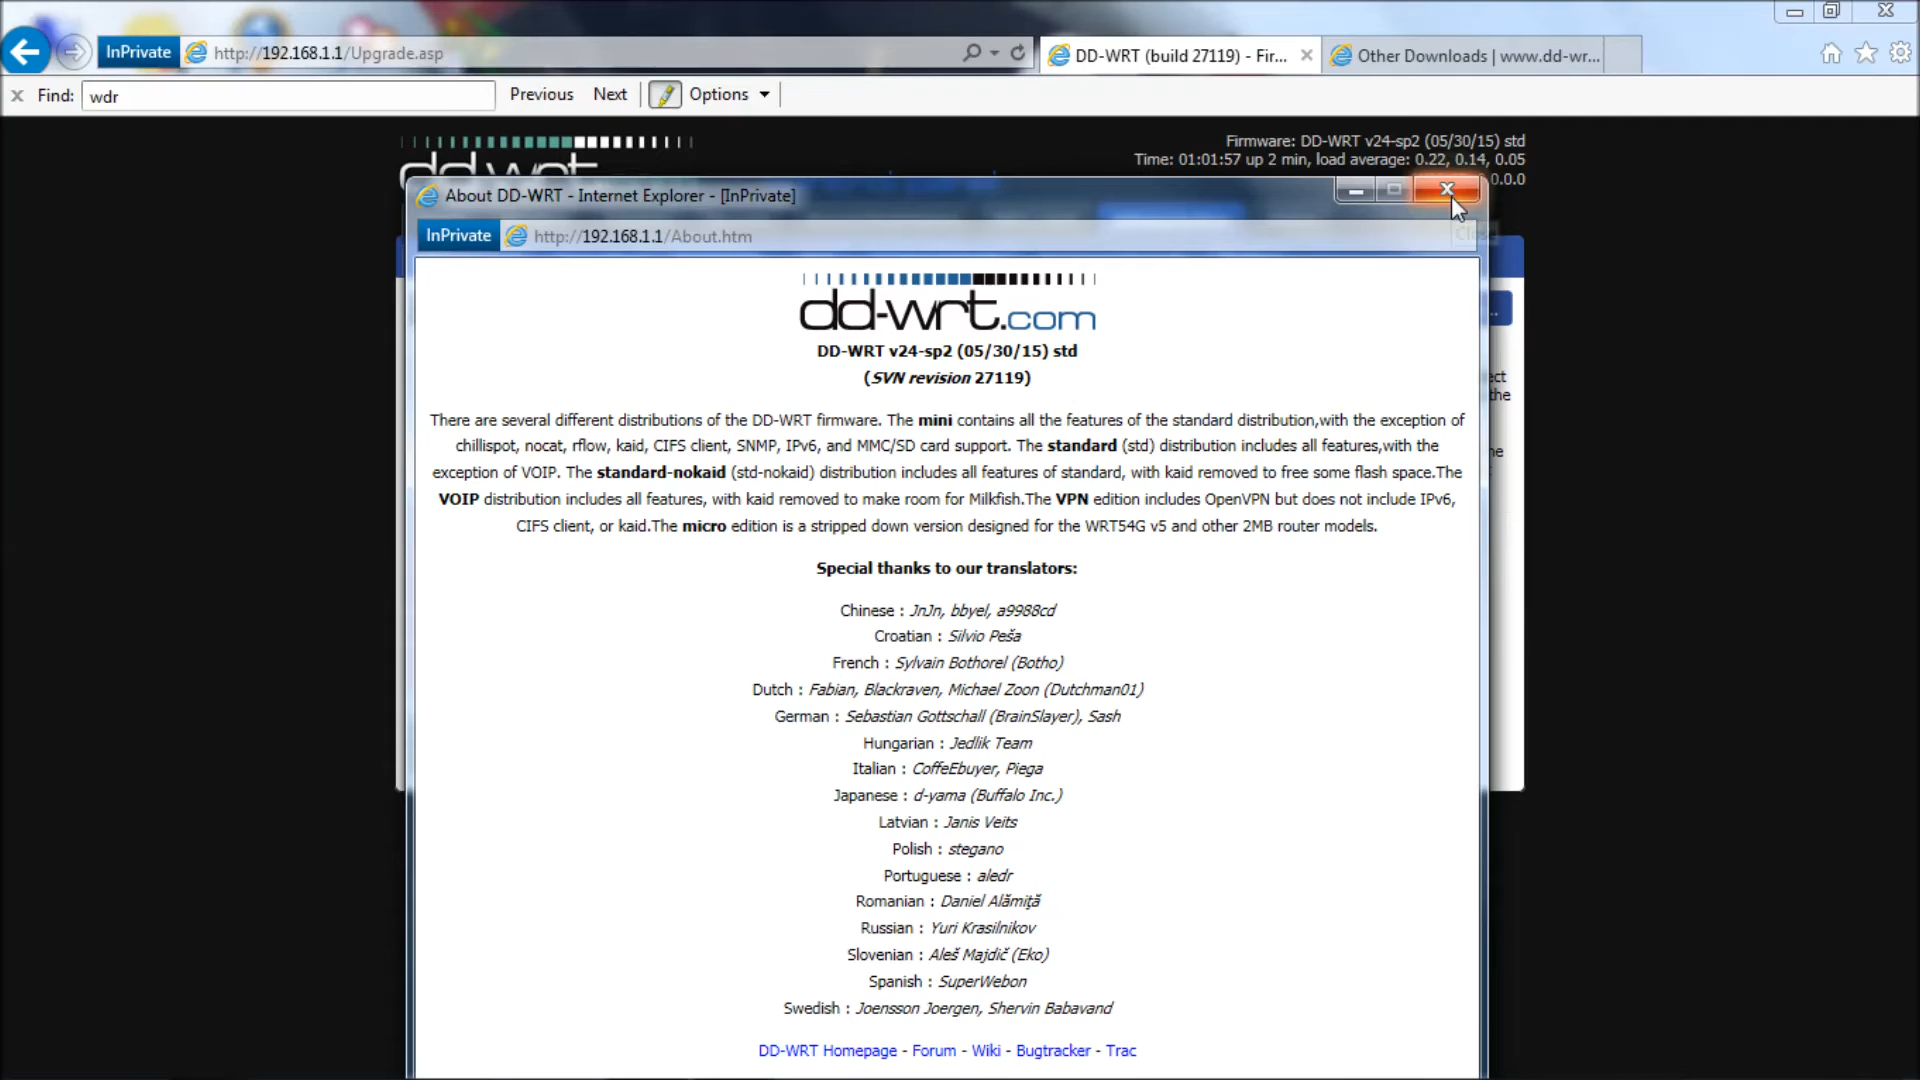 InPrivate http://192.168.1.1/Upgrade.asp DD-WRT (build 27119) - Fir... Other Downloads | www.dd-wr...
Find: wdr Previous Next Options
Firmware: DD-WRT v24-sp2 (05/30/15) std
Time: 01:01:57 up 2 min, load average: 0.22, 0.14, 0.05
0.0.0
dd-wrt
About DD-WRT - Internet Explorer - [InPrivate]
InPrivate http://192.168.1.1/About.htm
dd-wrt.com
DD-WRT v24-sp2 (05/30/15) std
(SVN revision 27119)
There are several different distributions of the DD-WRT firmware. The mini contains all the features of the standard distribution,with the exception of
chillispot, nocat, rflow, kaid, CIFS client, SNMP, IPv6, and MMC/SD card support. The standard (std) distribution includes all features,with the
exception of VOIP. The standard-nokaid (std-nokaid) distribution includes all features of standard, with kaid removed to free some flash space.The
VOIP distribution includes all features, with kaid removed to make room for Milkfish.The VPN edition includes OpenVPN but does not include IPv6,
CIFS client, or kaid.The micro edition is a stripped down version designed for the WRT54G v5 and other 2MB router models.
Special thanks to our translators:
Chinese : JnJn, bbyel, a9988cd
Croatian : Silvio Peša
French : Sylvain Bothorel (Botho)
Dutch : Fabian, Blackraven, Michael Zoon (Dutchman01)
German : Sebastian Gottschall (BrainSlayer), Sash
Hungarian : Jedlik Team
Italian : CoffeEbuyer, Piega
Japanese : d-yama (Buffalo Inc.)
Latvian : Janis Veits
Polish : stegano
Portuguese : aledr
Romanian : Daniel Alămiţă
Russian : Yuri Krasilnikov
Slovenian : Aleš Majdič (Eko)
Spanish : SuperWebon
Swedish : Joensson Joergen, Shervin Babavand
DD-WRT Homepage - Forum - Wiki - Bugtracker - Trac